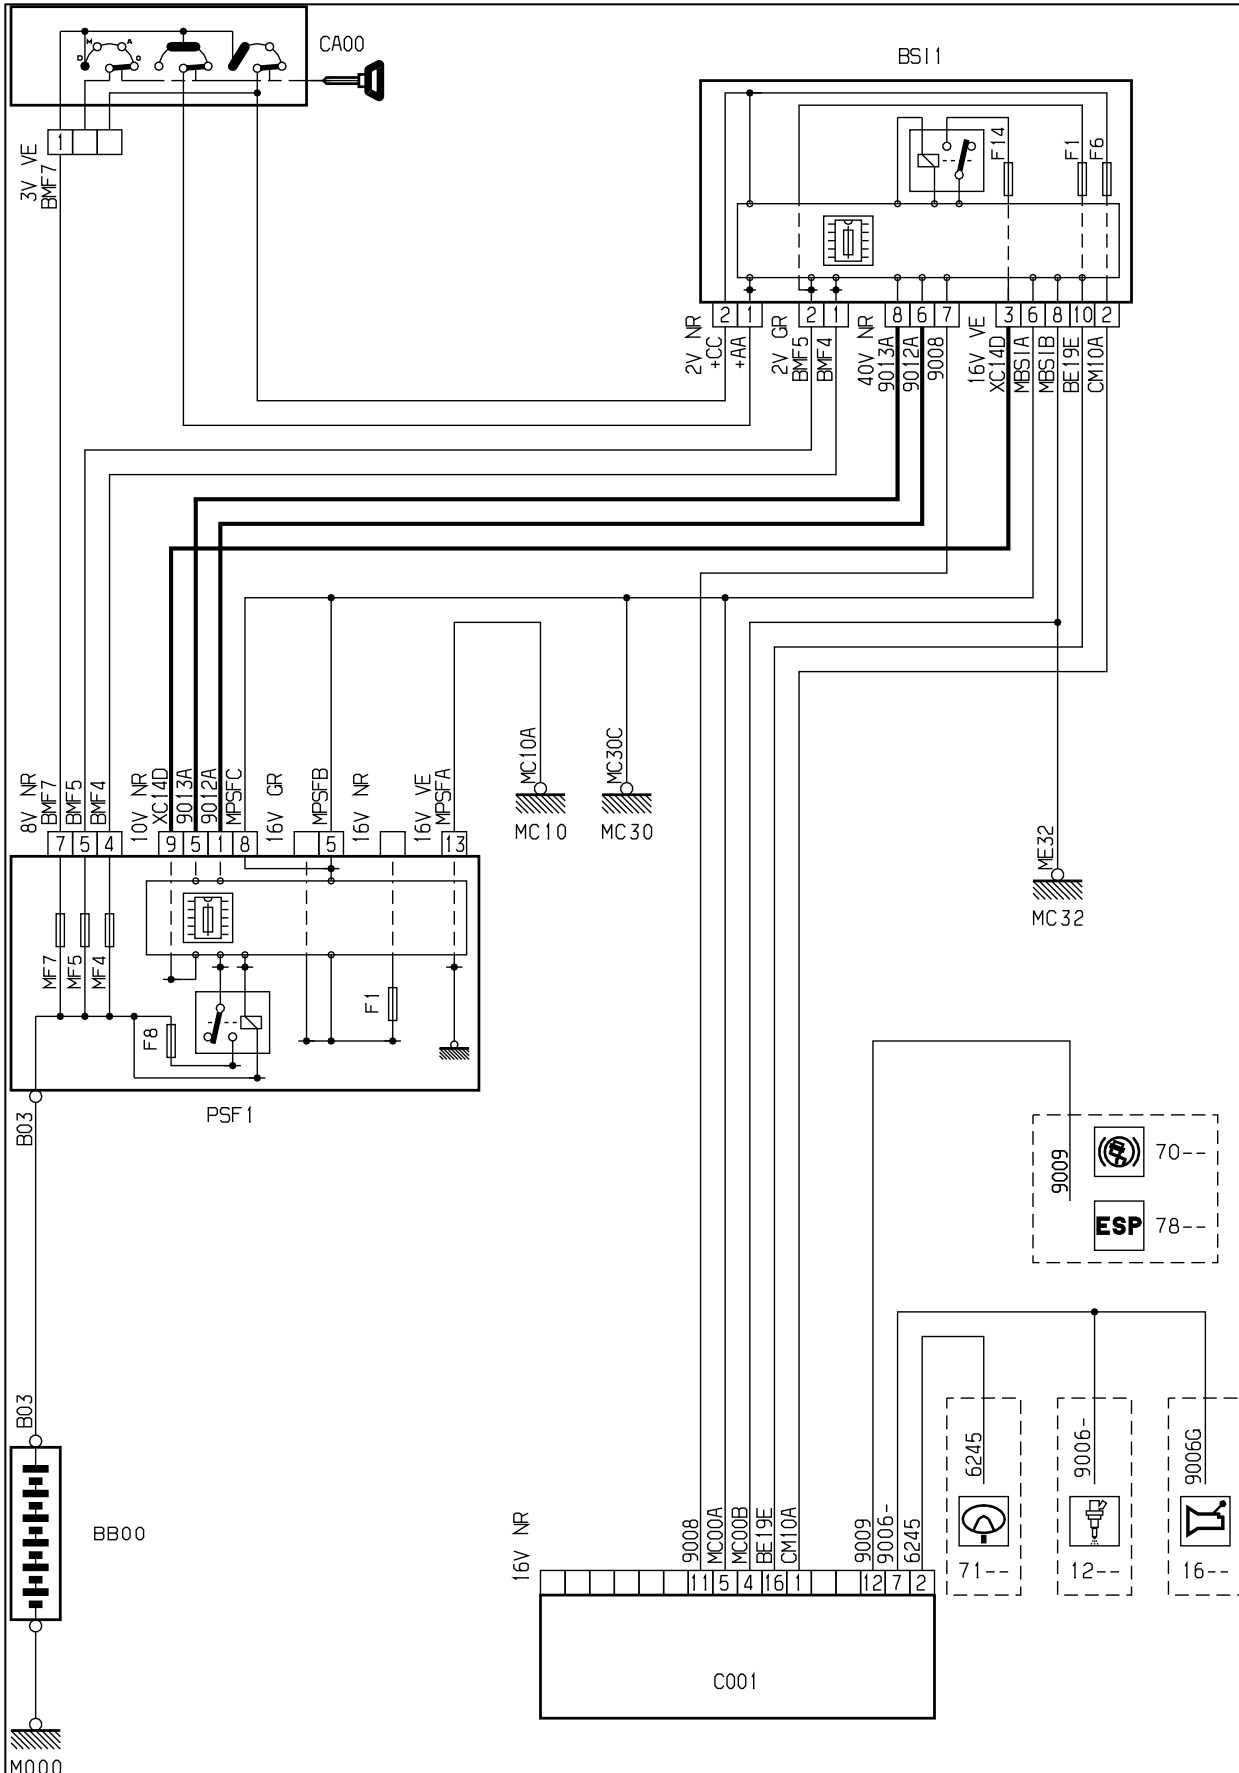 CA00
M A
D O
1
3V VE
BMF7
BSI1
F14
F1
F6
2 1 2 1 8 6 7 3 6 8 10 2
2V NR
+CC
+AA
2V GR
BMF5
BMF4
40V NR
9013A
9012A
9008
16V VE
XC14D
MBSIA
MBSIB
BE19E
CM10A
8V NR
BMF7
BMF5
BMF4
10V NR
XC14D
9013A
9012A
MPSFC
16V GR
MPSFB
16V NR
16V VE
MPSFA
MC10A
MC10
MC30C
MC30
ME32
MC32
7 5 4 9 5 1 8 5 13
MF7
MF5
MF4
F8
F1
PSF1
B03
9009
70--
ESP 78--
B03
BB00
M000
6245
71--
9006-
12--
9006G
16--
16V NR
9008
MC00A
MC00B
BE19E
CM10A
9009
9006-
6245
11 5 4 16 1 12 7 2
C001